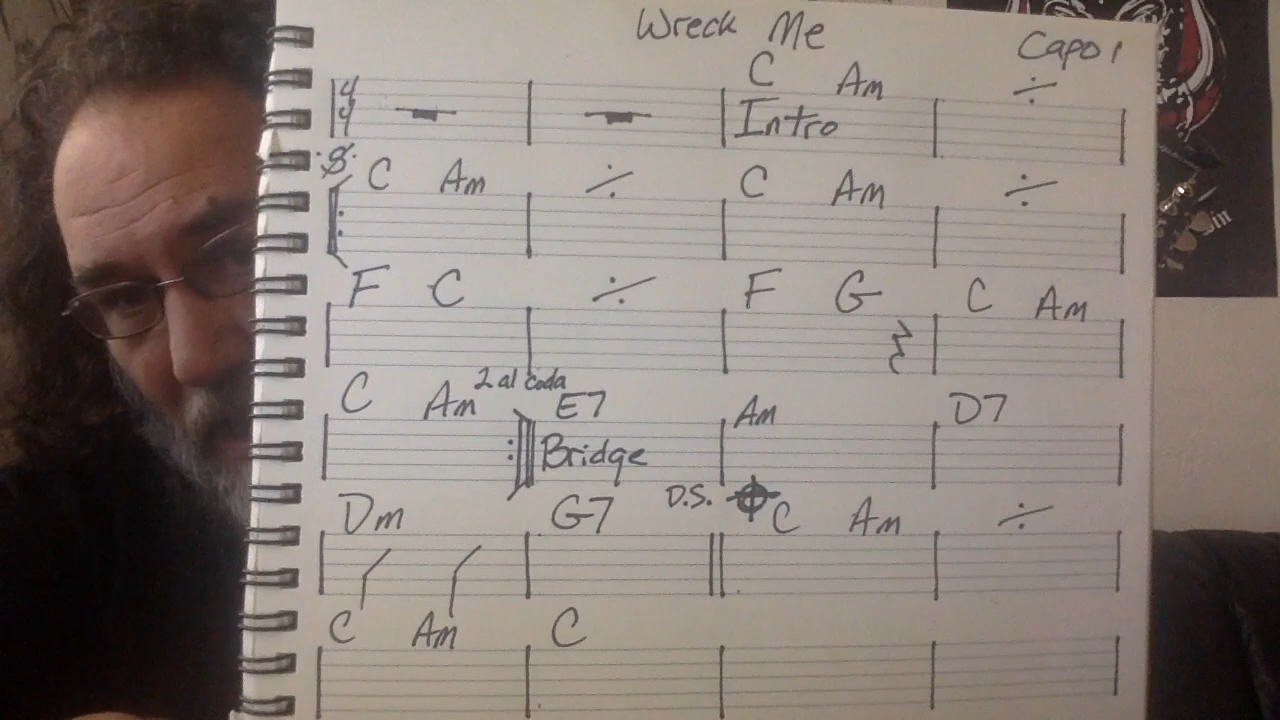 Wreck Me
Capo 1
4/4 C Am ./.
Intro
C Am ./. C Am ./.
F C ./. F G C Am
C Am 2 al coda E7 Am D7
Bridge
Dm G7 D.S. C Am ./.
C Am C